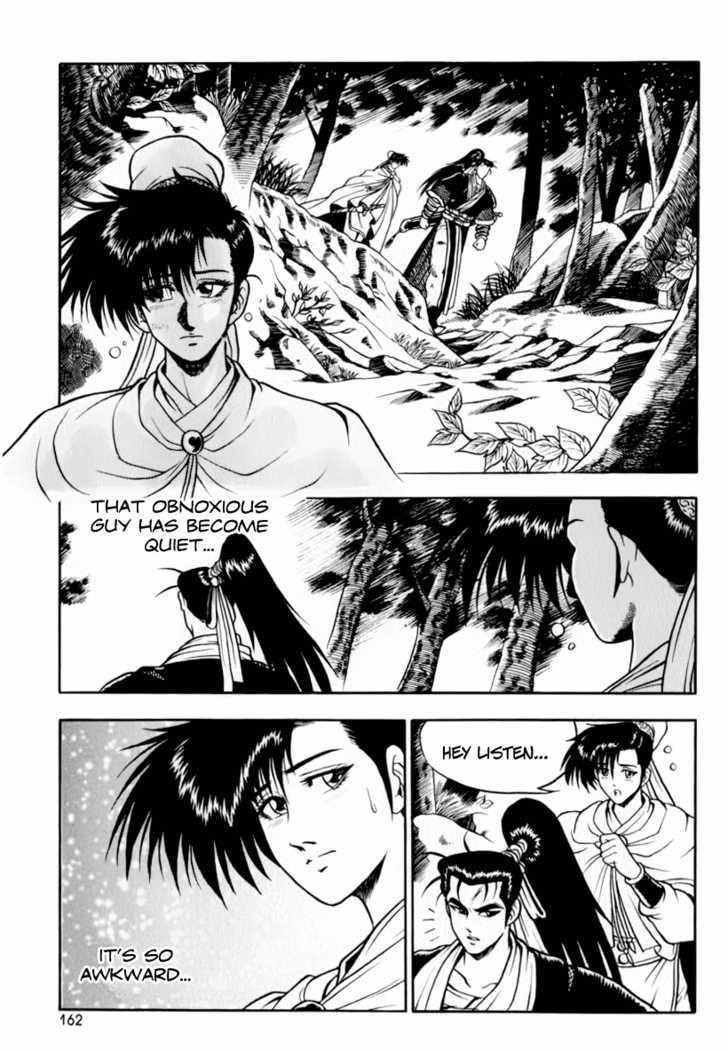 THAT OBNOXIOUS
GUY HAS BECOME
QUIET...
IT'S SO
AWKWARD...
HEY LISTEN...
162